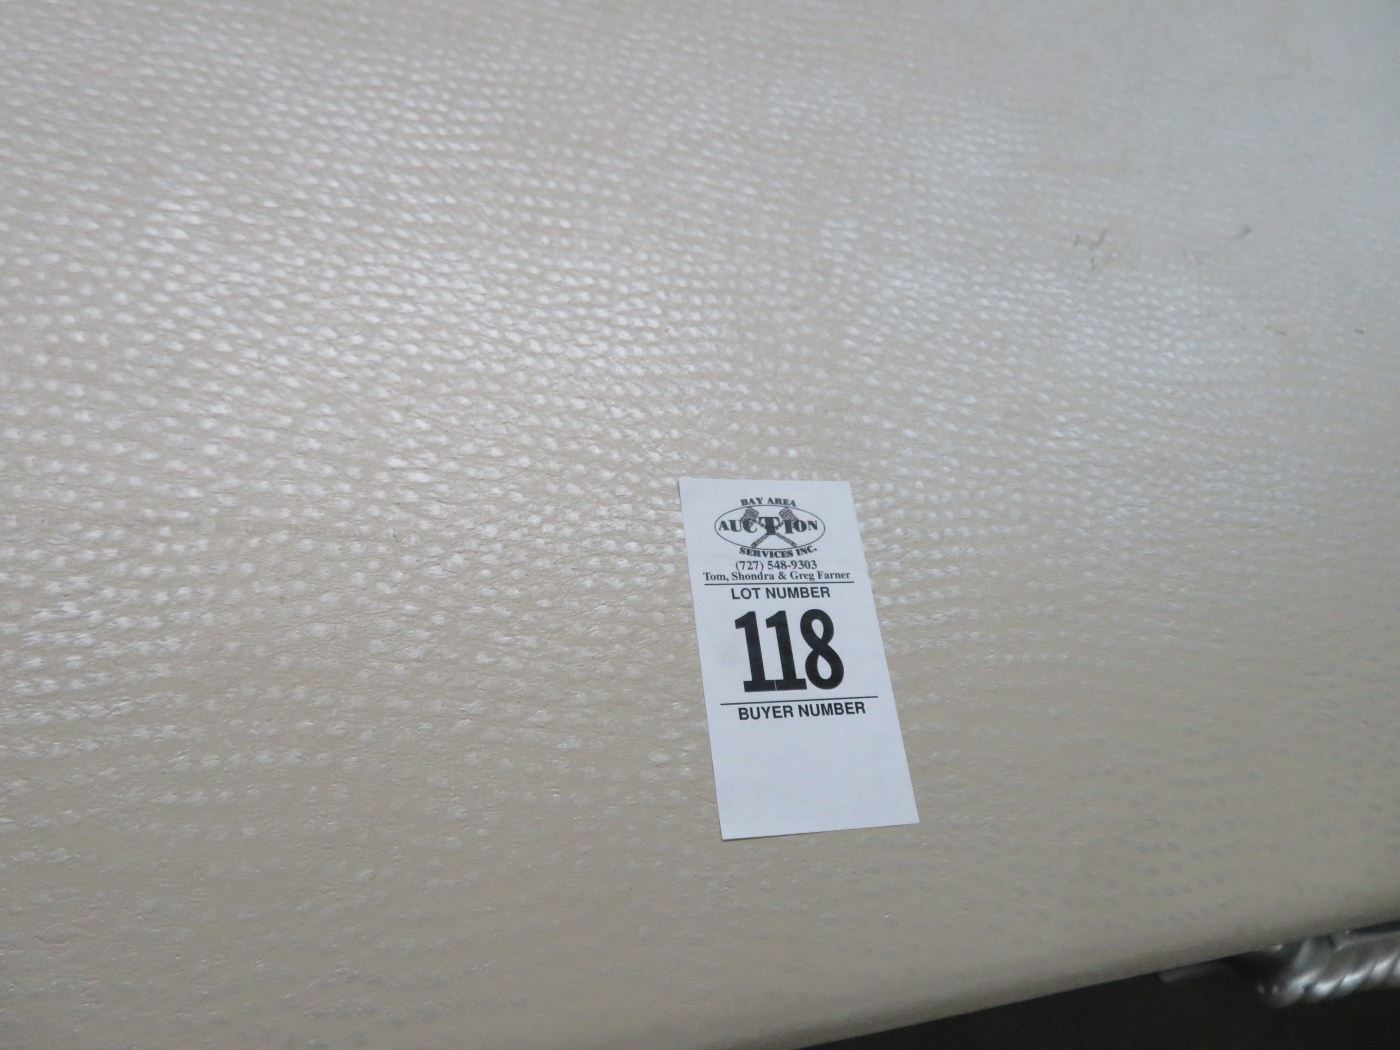 BAY AREA
AUCTION
SERVICES INC.
(727) 548-9303
Tom, Shondra & Greg Farner
LOT NUMBER
118
BUYER NUMBER